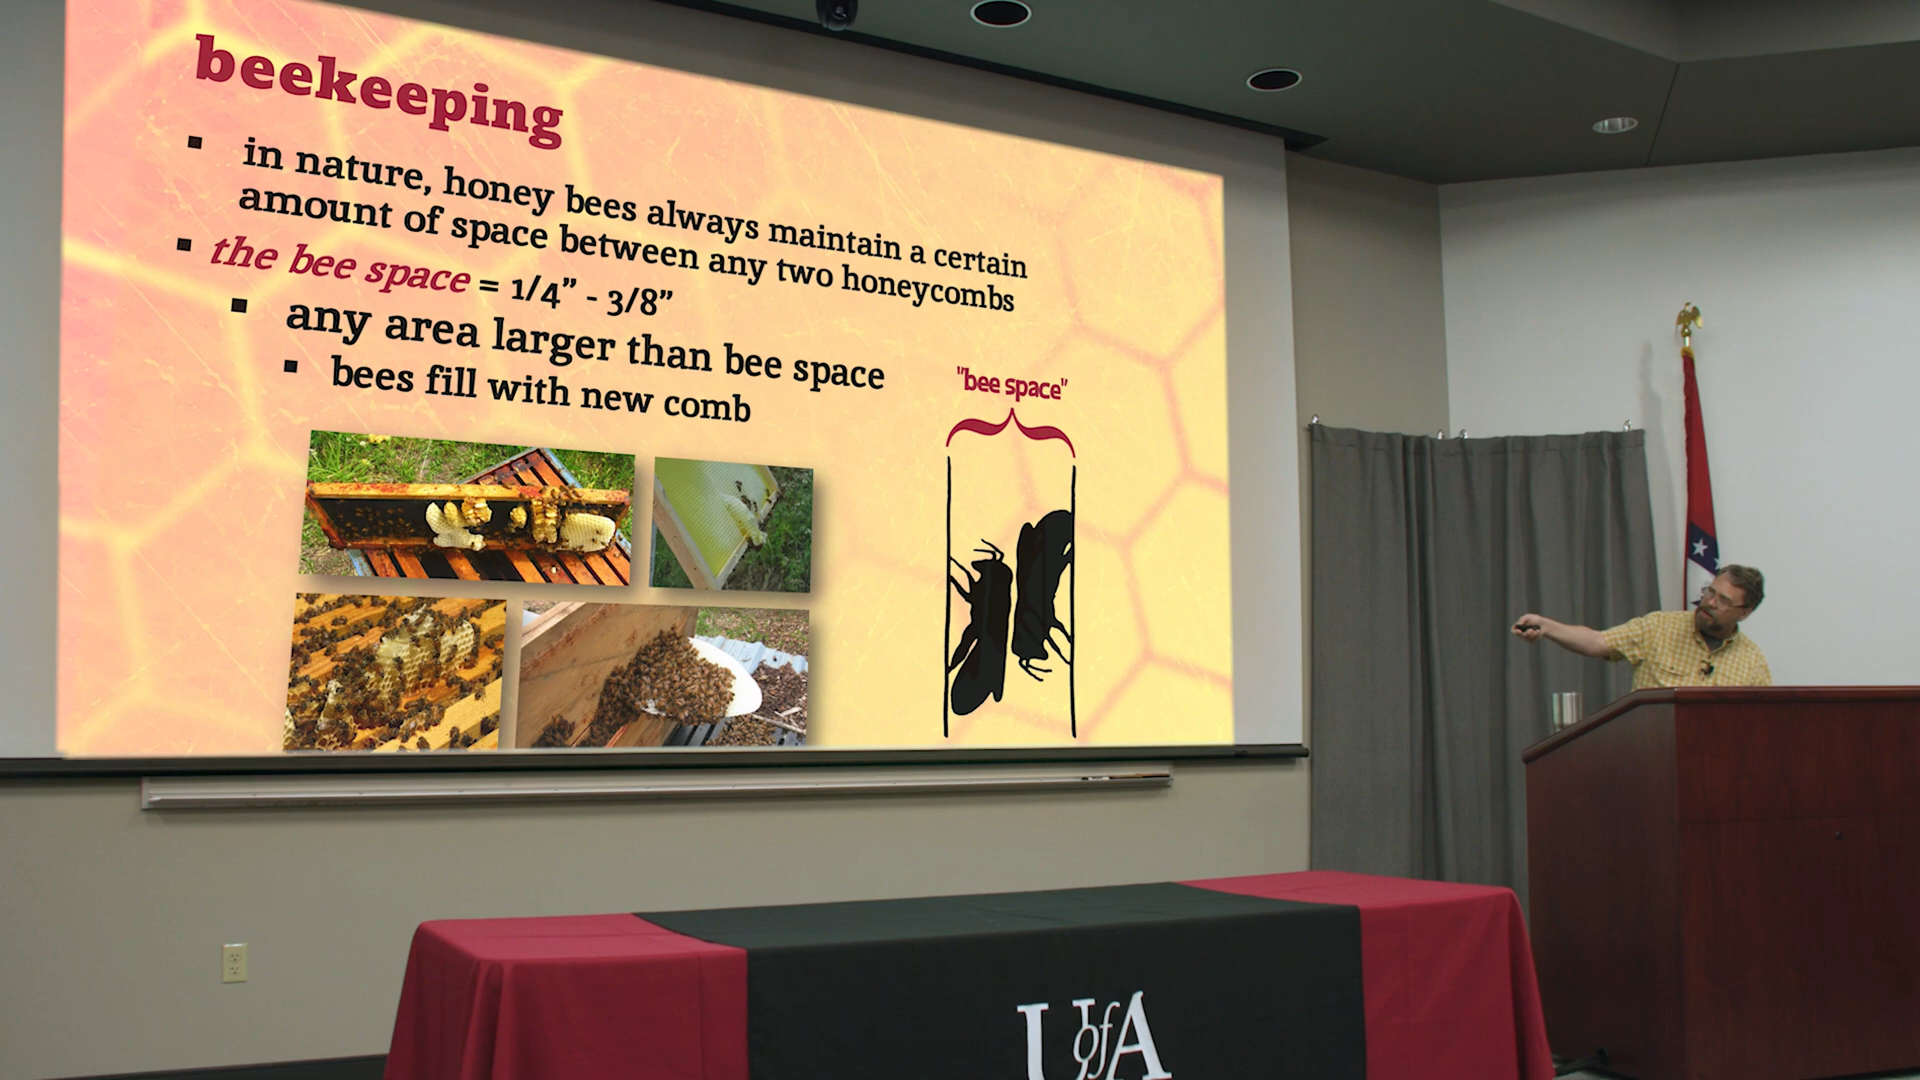 beekeeping
▪ in nature, honey bees always maintain a certain
amount of space between any two honeycombs
▪ the bee space = 1/4” - 3/8”
▪ any area larger than bee space
▪ bees fill with new comb
"bee space"
U of A